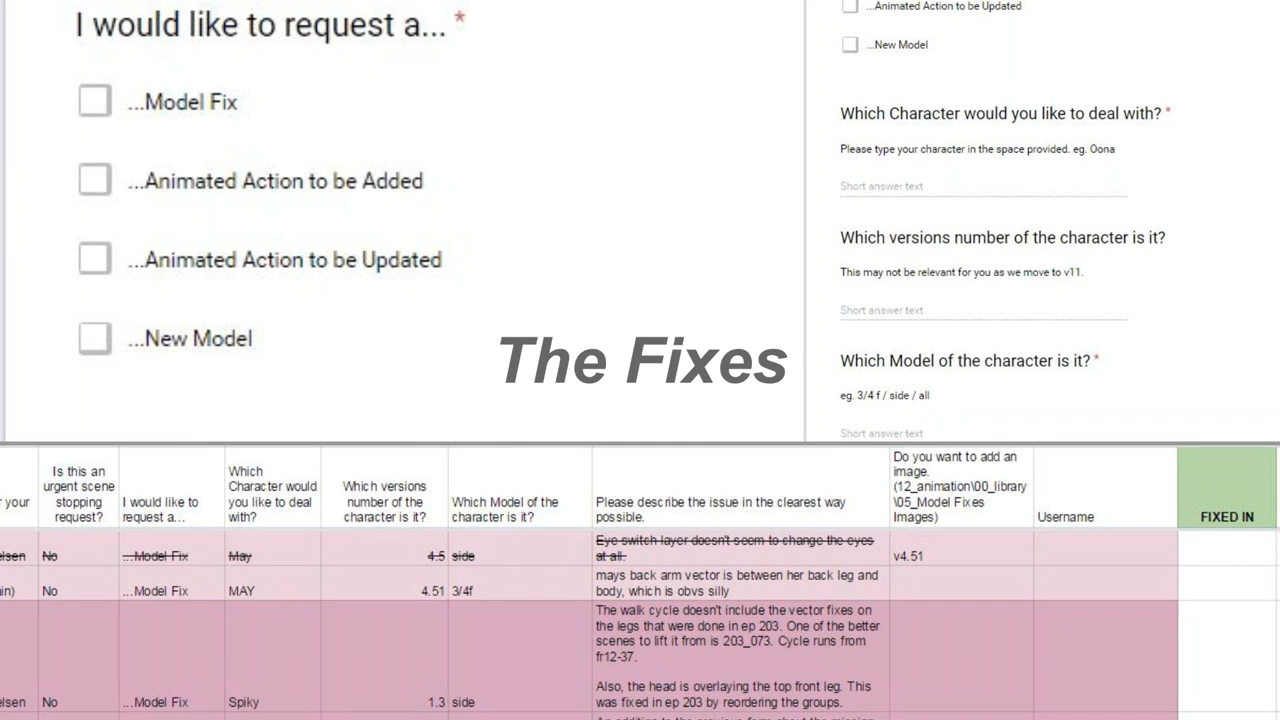 I would like to request a... *
...Model Fix
...Animated Action to be Added
...Animated Action to be Updated
...New Model
...Animated Action to be Updated
...New Model
Which Character would you like to deal with? *
Please type your character in the space provided. eg. Oona
Short answer text
Which versions number of the character is it?
This may not be relevant for you as we move to v11.
Short answer text
Which Model of the character is it? *
eg. 3/4 f / side / all
Short answer text
The Fixes
r your
Is this an
urgent scene
stopping
request?
I would like to
request a...
Which
Character would
you like to deal
with?
Which versions
number of the
character is it?
Which Model of the
character is it?
Please describe the issue in the clearest way
possible.
Do you want to add an
image.
(12_animation\00_library
\05_Model Fixes
Images)
Username
FIXED IN
elsen No ...Model Fix May 4.5 side
Eye switch layer doesn't seem to change the eyes
at all.
v4.51
in) No ...Model Fix MAY 4.51 3/4f
mays back arm vector is between her back leg and
body, which is obvs silly
The walk cycle doesn't include the vector fixes on
the legs that were done in ep 203. One of the better
scenes to lift it from is 203_073. Cycle runs from
fr12-37.
Also, the head is overlaying the top front leg. This
was fixed in ep 203 by reordering the groups.
elsen No ...Model Fix Spiky 1.3 side